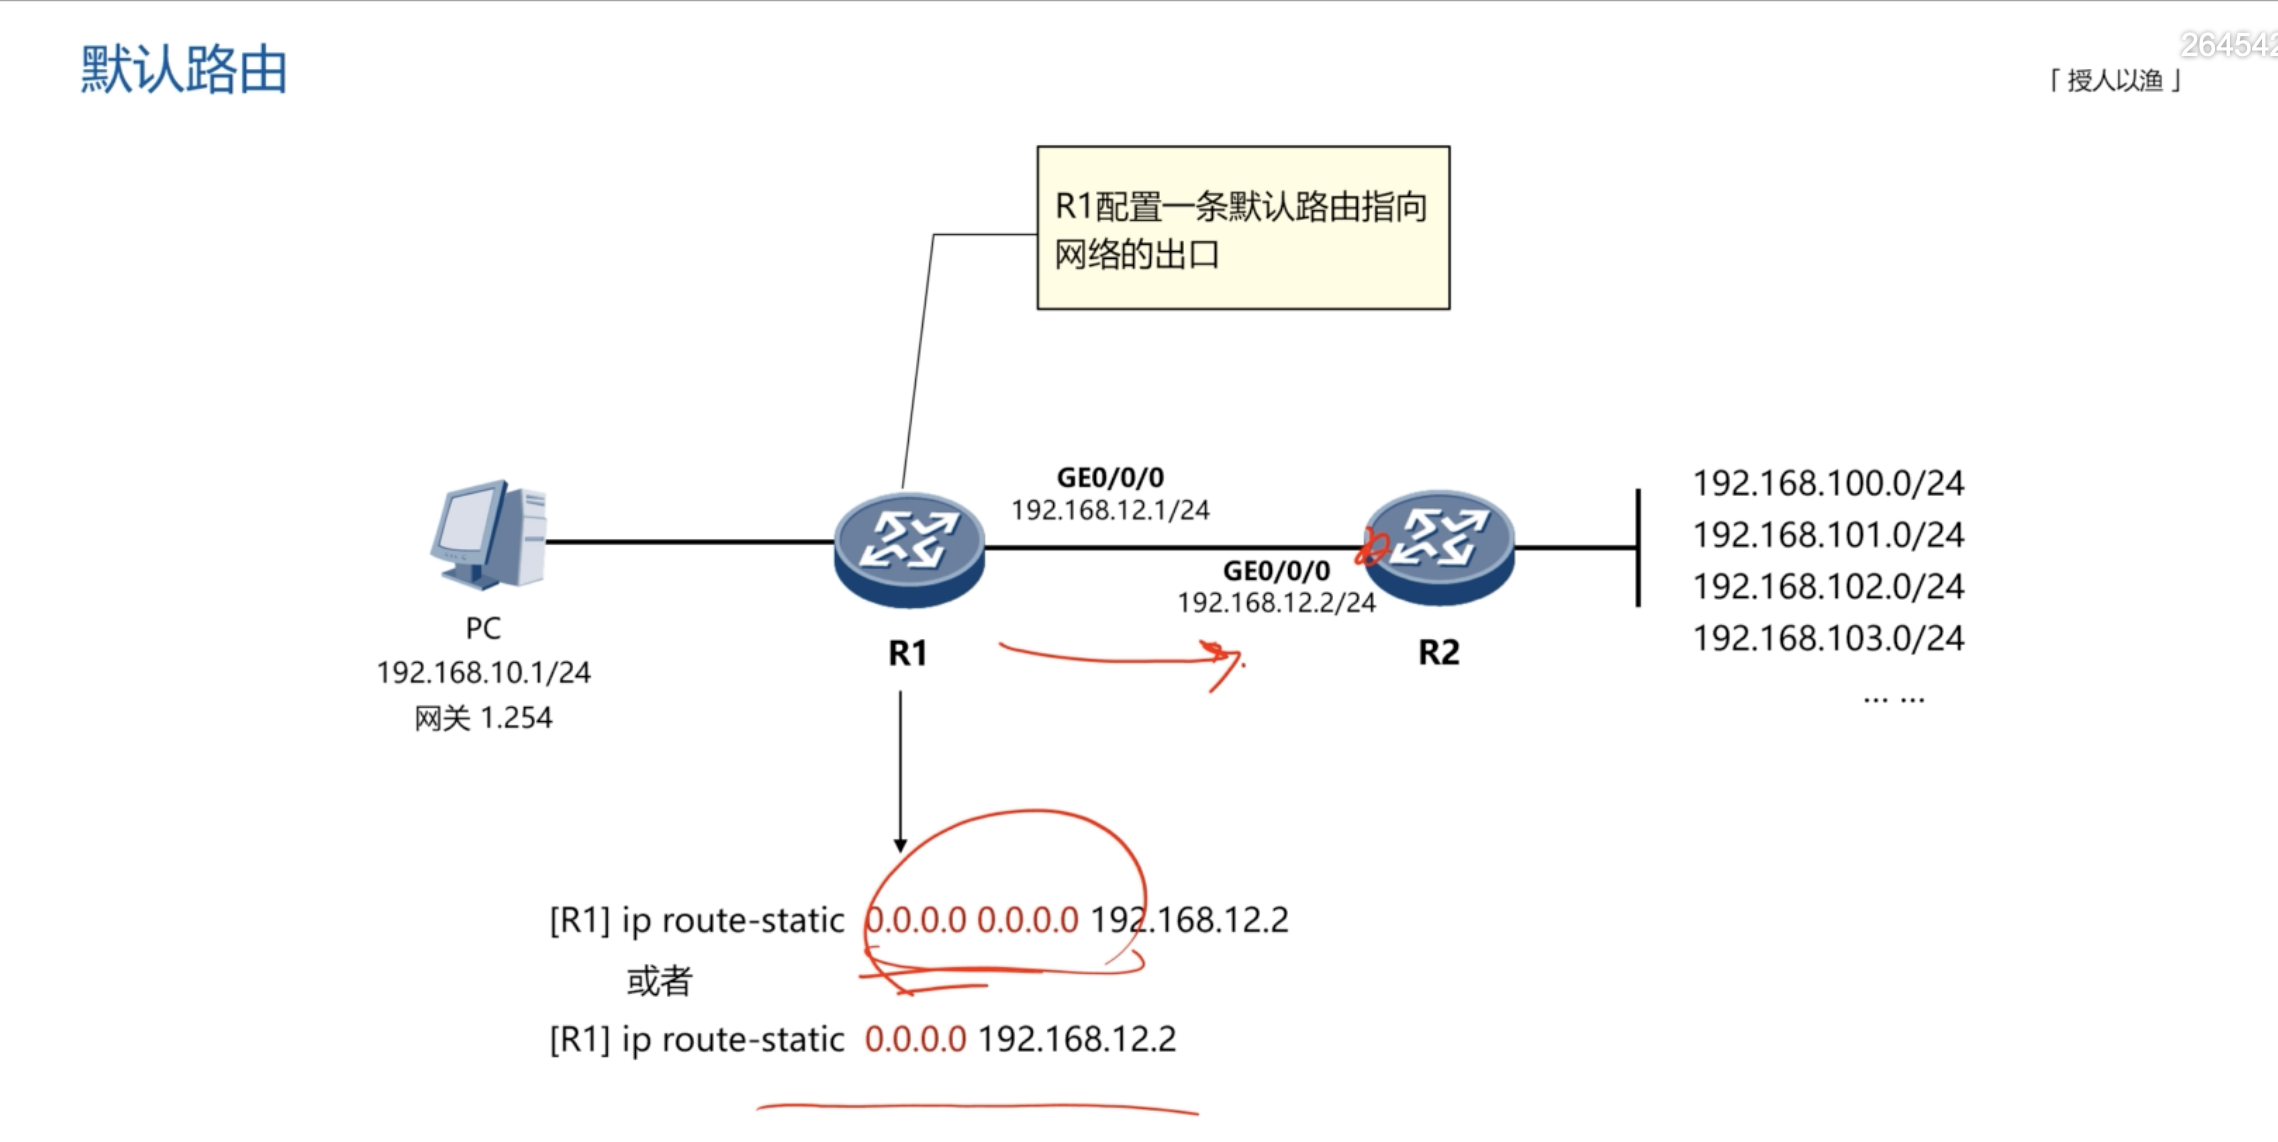 默认路由
264542
「 授人以渔 」
R1配置一条默认路由指向
网络的出口
GE0/0/0
192.168.12.1/24
GE0/0/0
192.168.12.2/24
192.168.100.0/24
192.168.101.0/24
192.168.102.0/24
192.168.103.0/24
... ...
PC
192.168.10.1/24
网关 1.254
R1
R2
[R1] ip route-static 0.0.0.0 0.0.0.0 192.168.12.2
或者
[R1] ip route-static 0.0.0.0 192.168.12.2